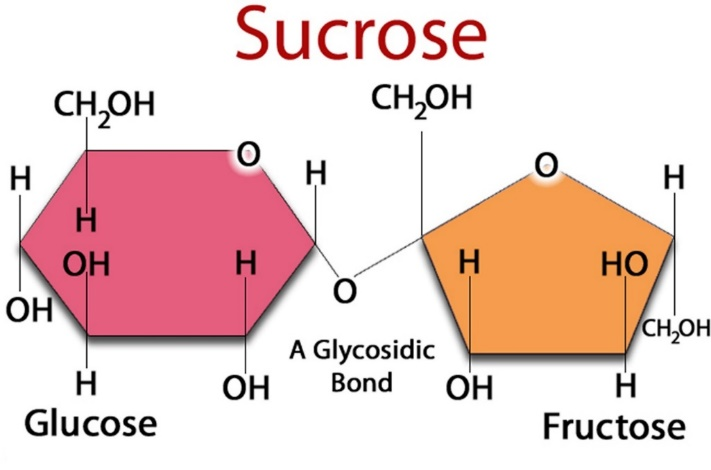 Sucrose
CH₂OH
CH₂OH
O
O
H
H
H
H
OH
H
H
HO
OH
O
CH₂OH
A Glycosidic
Bond
H
OH
OH
H
Glucose
Fructose